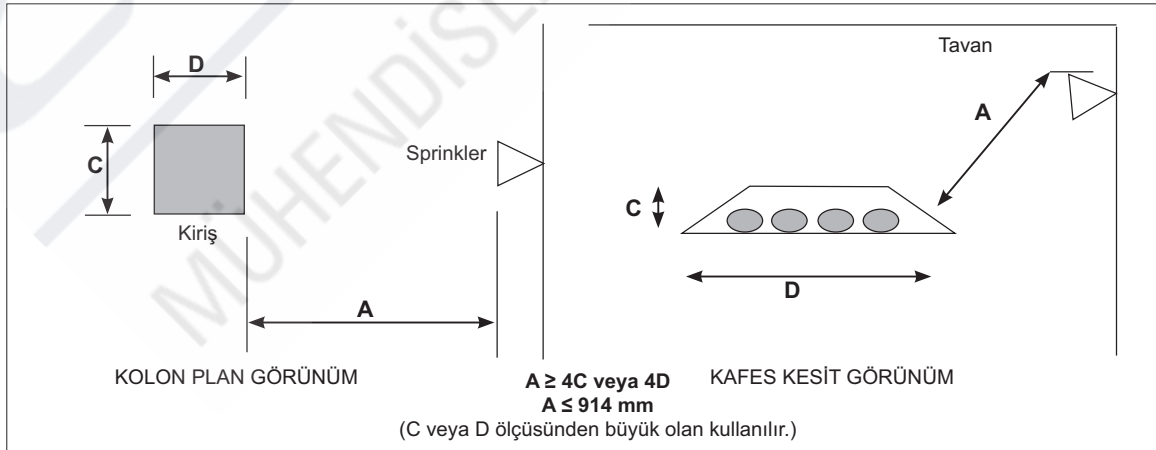 D
C
Kiriş
Sprinkler
A
KOLON PLAN GÖRÜNÜM
Tavan
A
C
D
KAFES KESİT GÖRÜNÜM
A ≥ 4C veya 4D
A ≤ 914 mm
(C veya D ölçüsünden büyük olan kullanılır.)